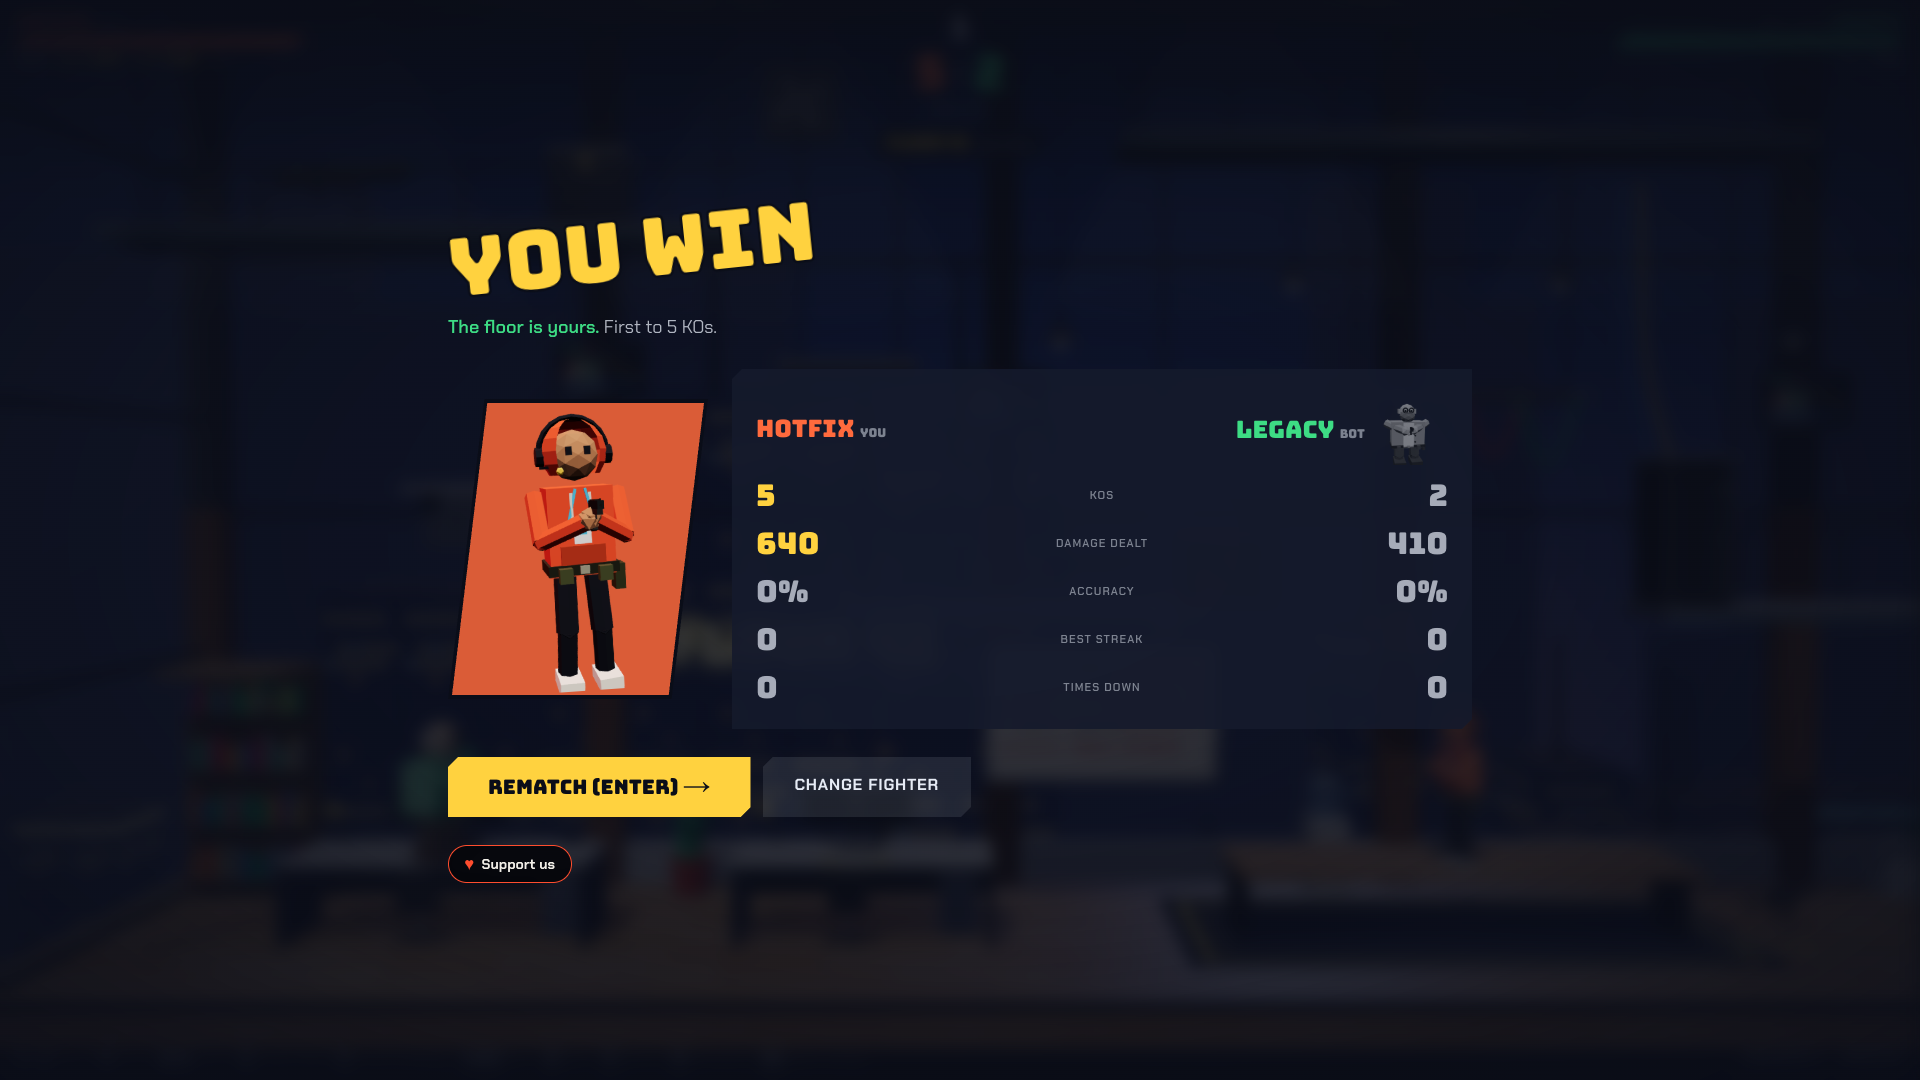 YOU WIN
The floor is yours. First to 5 KOs.
HOTFIX YOU
LEGACY BOT
5 KOS 2
640 DAMAGE DEALT 410
0% ACCURACY 0%
0 BEST STREAK 0
0 TIMES DOWN 0
REMATCH (ENTER) →
CHANGE FIGHTER
♥ Support us